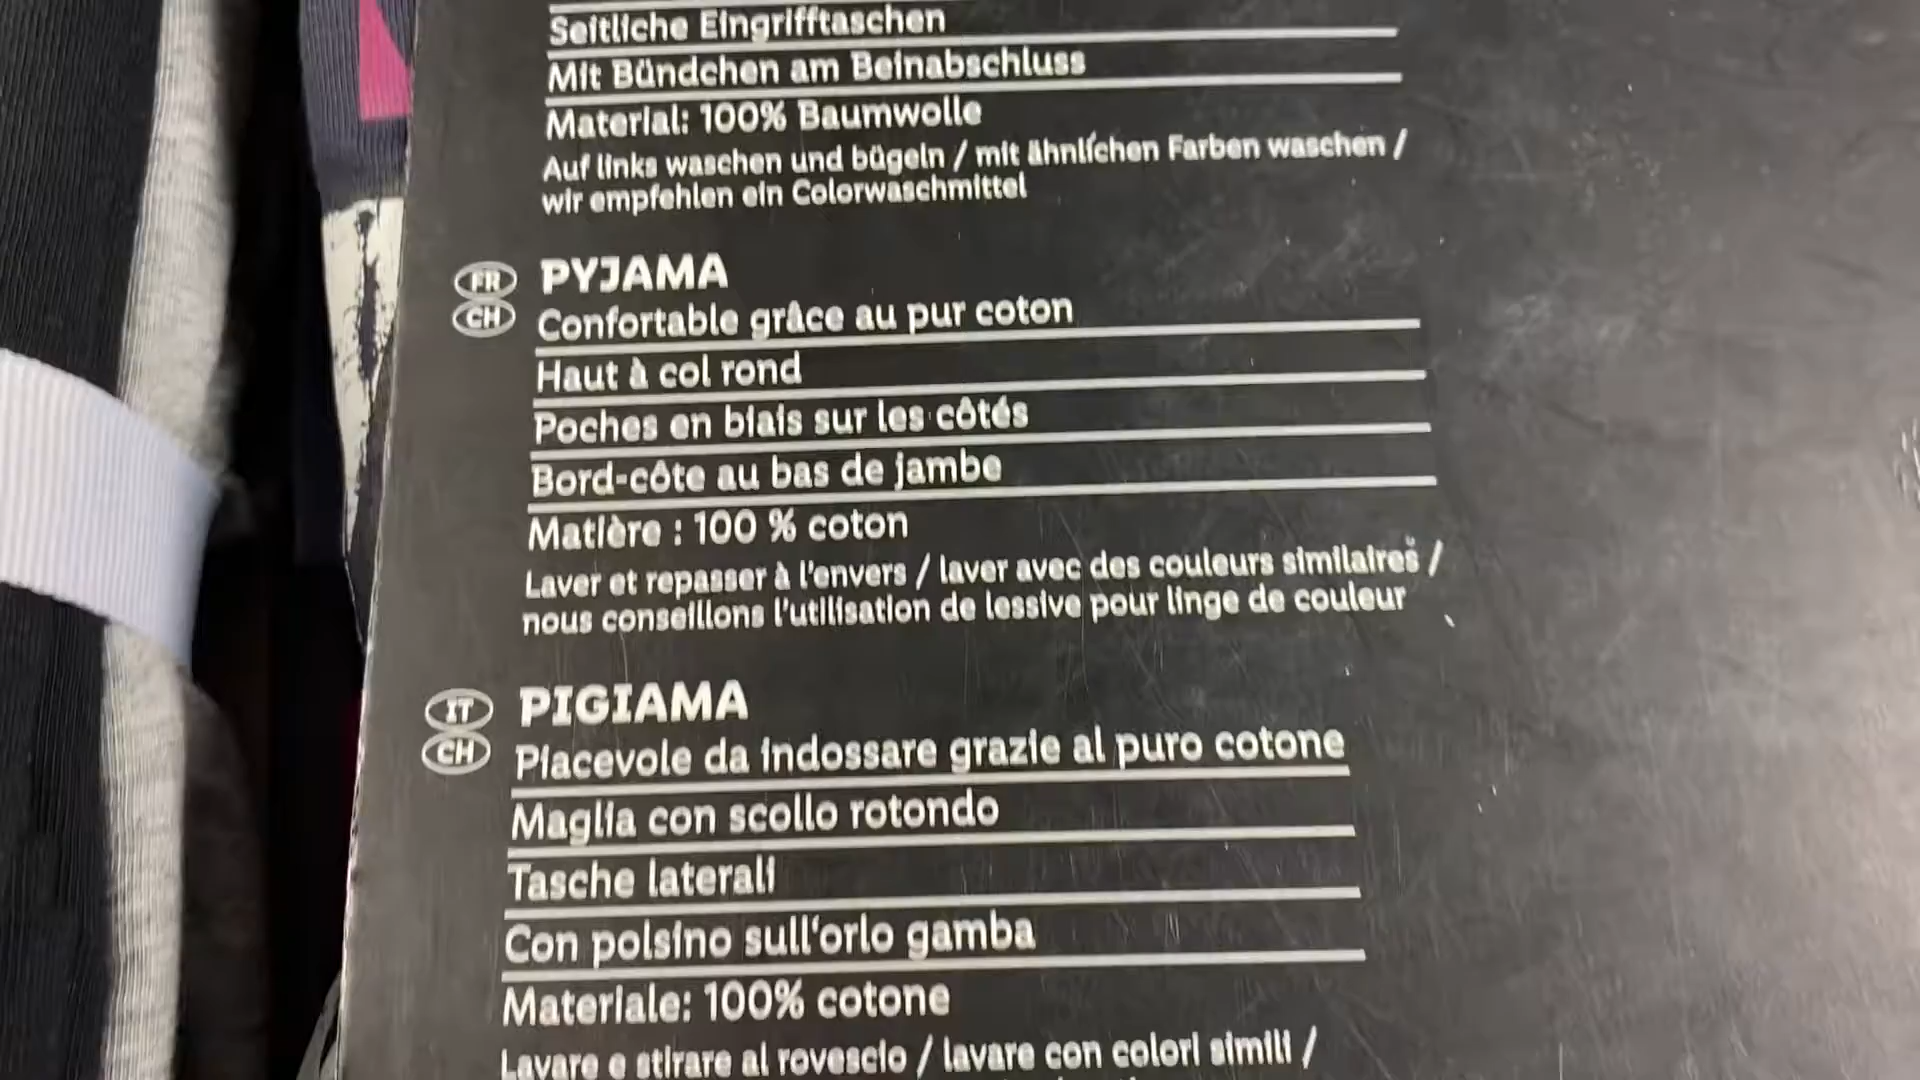 Seitliche Eingrifftaschen
Mit Bündchen am Beinabschluss
Material: 100% Baumwolle
Auf links waschen und bügeln / mit ähnlichen Farben waschen /
wir empfehlen ein Colorwaschmittel
FR PYJAMA
CH Confortable grâce au pur coton
Haut à col rond
Poches en biais sur les côtés
Bord-côte au bas de jambe
Matière : 100 % coton
Laver et repasser à l'envers / laver avec des couleurs similaires /
nous conseillons l'utilisation de lessive pour linge de couleur
IT PIGIAMA
CH Piacevole da indossare grazie al puro cotone
Maglia con scollo rotondo
Tasche laterali
Con polsino sull'orlo gamba
Materiale: 100% cotone
Lavare e stirare al rovescio / lavare con colori simili /